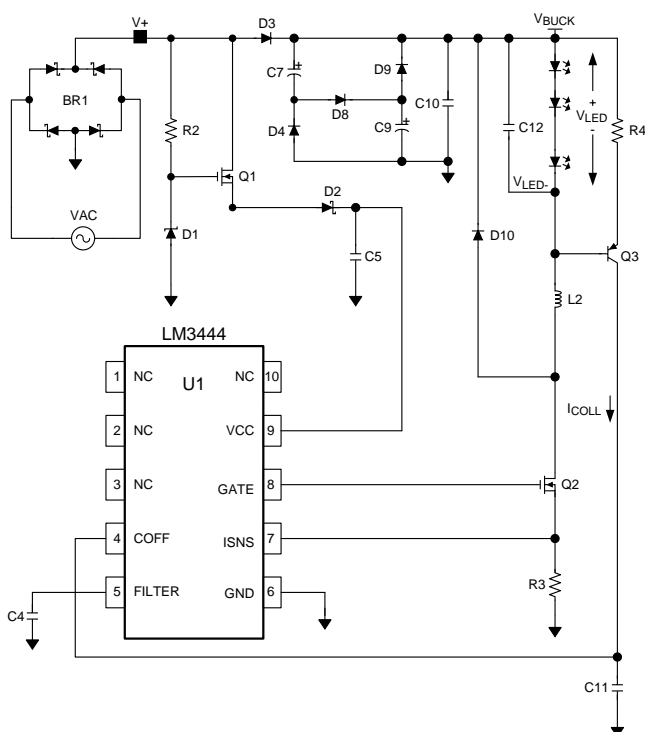 V+
D3
VBUCK
C7
D9
BR1
R2
D8
C10
C12
+
VLED
-
R4
D4
C9
Q1
VLED-
VAC
D2
D1
C5
D10
Q3
L2
LM3444
U1
1 NC
NC 10
ICOLL
2 NC
VCC 9
3 NC
GATE 8
Q2
4 COFF
ISNS 7
5 FILTER
GND 6
R3
C4
C11